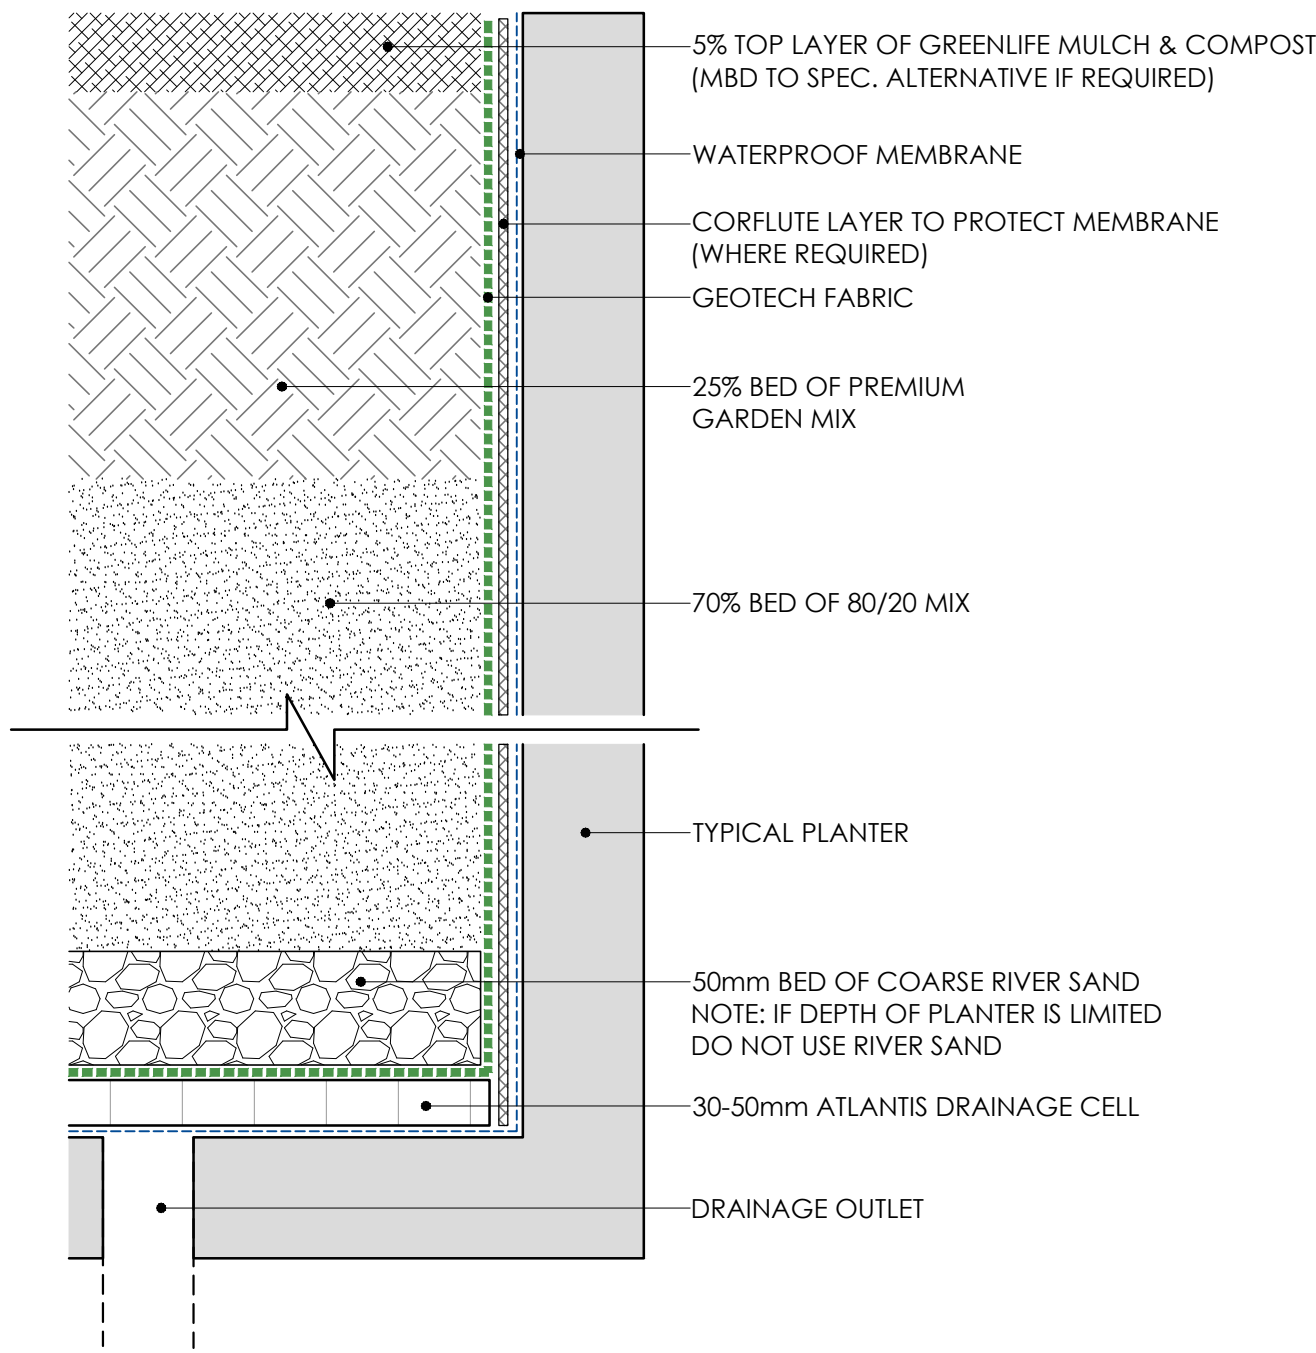 5% TOP LAYER OF GREENLIFE MULCH & COMPOST
(MBD TO SPEC. ALTERNATIVE IF REQUIRED)
WATERPROOF MEMBRANE
CORFLUTE LAYER TO PROTECT MEMBRANE
(WHERE REQUIRED)
GEOTECH FABRIC
25% BED OF PREMIUM
GARDEN MIX
70% BED OF 80/20 MIX
TYPICAL PLANTER
50mm BED OF COARSE RIVER SAND
NOTE: IF DEPTH OF PLANTER IS LIMITED
DO NOT USE RIVER SAND
30-50mm ATLANTIS DRAINAGE CELL
DRAINAGE OUTLET